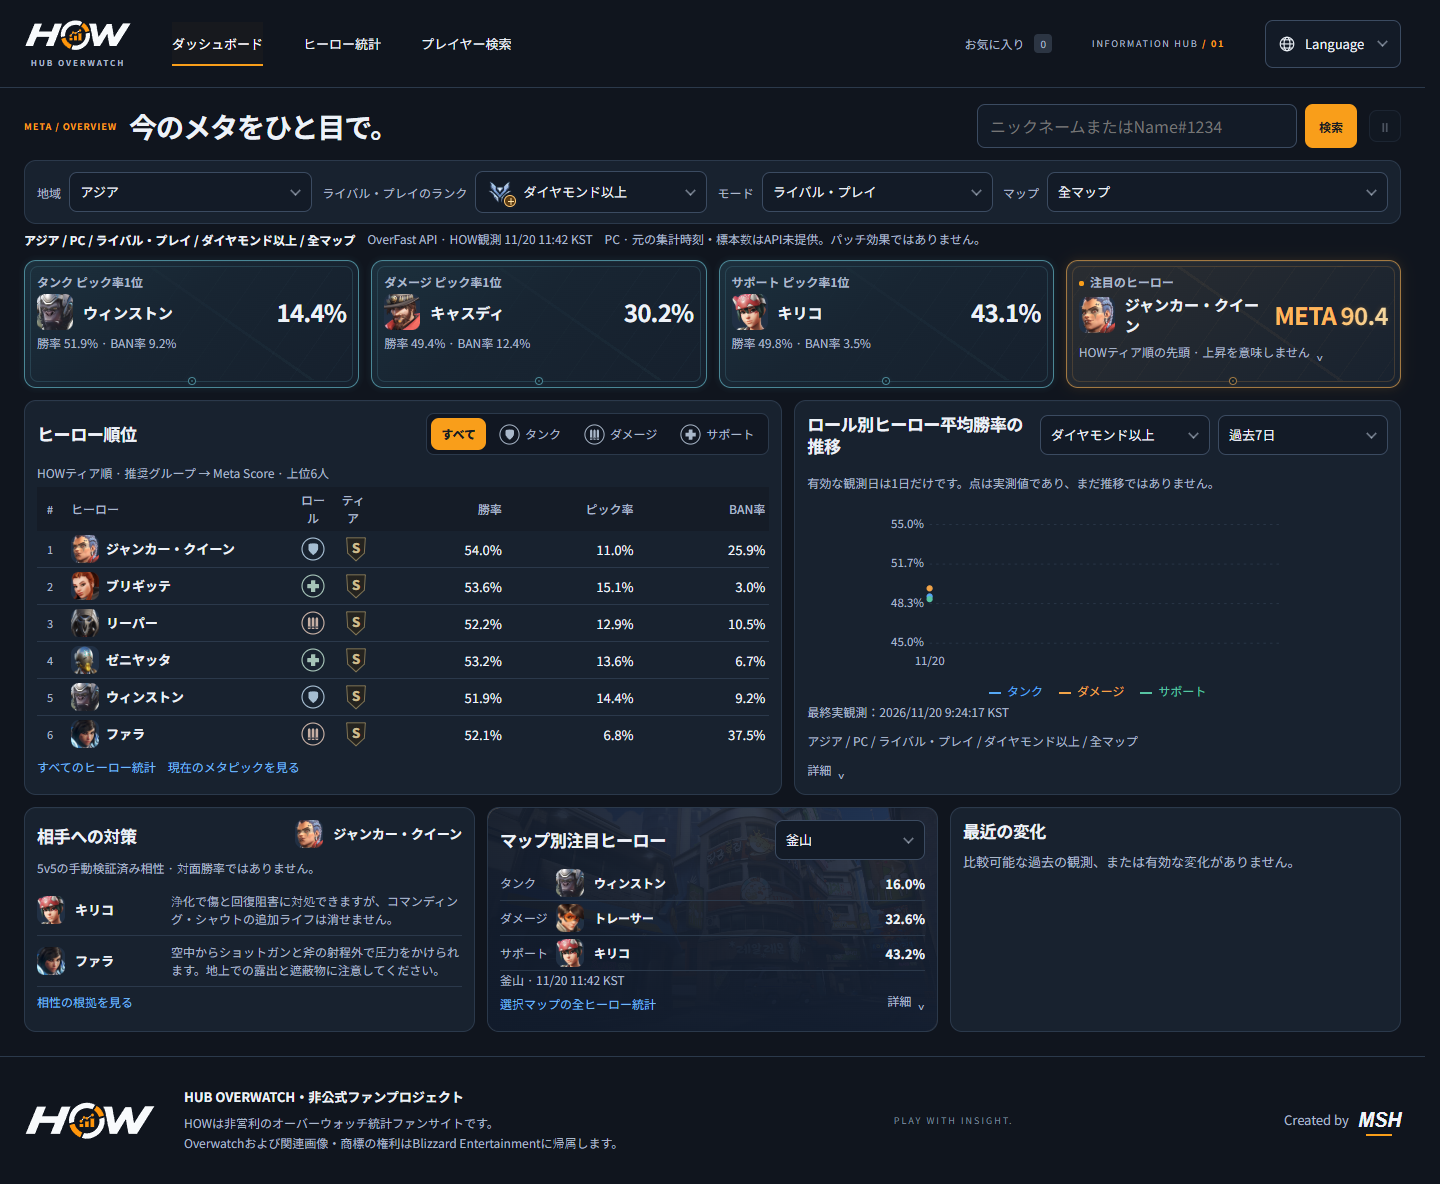 HOW
HUB OVERWATCH
ダッシュボード
ヒーロー統計
プレイヤー検索
お気に入り 0
INFORMATION HUB / 01
Language
META / OVERVIEW
今のメタをひと目で。
ニックネームまたはName#1234
検索
地域
アジア
ライバル・プレイのランク
ダイヤモンド以上
モード
ライバル・プレイ
マップ
全マップ
アジア / PC / ライバル・プレイ / ダイヤモンド以上 / 全マップ
OverFast API · HOW観測 11/20 11:42 KST
PC · 元の集計時刻・標本数はAPI未提供。パッチ効果ではありません。
タンク ピック率1位
ウィンストン
14.4%
勝率 51.9% · BAN率 9.2%
ダメージ ピック率1位
キャスディ
30.2%
勝率 49.4% · BAN率 12.4%
サポート ピック率1位
キリコ
43.1%
勝率 49.8% · BAN率 3.5%
注目のヒーロー
ジャンカー・クイー
ン
META 90.4
HOWティア順の先頭 · 上昇を意味しません
ヒーロー順位
すべて
タンク
ダメージ
サポート
HOWティア順 · 推奨グループ → Meta Score · 上位6人
# ヒーロー ロー ティ 勝率 ピック率 BAN率
ル ア
1 ジャンカー・クイーン S 54.0% 11.0% 25.9%
2 ブリギッテ S 53.6% 15.1% 3.0%
3 リーパー S 52.2% 12.9% 10.5%
4 ゼニヤッタ S 53.2% 13.6% 6.7%
5 ウィンストン S 51.9% 14.4% 9.2%
6 ファラ S 52.1% 6.8% 37.5%
すべてのヒーロー統計
現在のメタピックを見る
ロール別ヒーロー平均勝率の
推移
ダイヤモンド以上
過去7日
有効な観測日は1日だけです。点は実測値であり、まだ推移ではありません。
55.0%
51.7%
48.3%
45.0%
11/20
タンク
ダメージ
サポート
最終実観測：2026/11/20 9:24:17 KST
アジア / PC / ライバル・プレイ / ダイヤモンド以上 / 全マップ
詳細
相手への対策
ジャンカー・クイーン
5v5の手動検証済み相性 · 対面勝率ではありません。
キリコ
浄化で傷と回復阻害に対処できますが、コマンディン
グ・シャウトの追加ライフは消せません。
ファラ
空中からショットガンと斧の射程外で圧力をかけられ
ます。地上での露出と遮蔽物に注意してください。
相性の根拠を見る
マップ別注目ヒーロー
釜山
タンク ウィンストン 16.0%
ダメージ トレーサー 32.6%
サポート キリコ 43.2%
釜山 · 11/20 11:42 KST
選択マップの全ヒーロー統計
詳細
最近の変化
比較可能な過去の観測、または有効な変化がありません。
HOW
HUB OVERWATCH・非公式ファンプロジェクト
HOWは非営利のオーバーウォッチ統計ファンサイトです。
Overwatchおよび関連画像・商標の権利はBlizzard Entertainmentに帰属します。
PLAY WITH INSIGHT.
Created by MSH